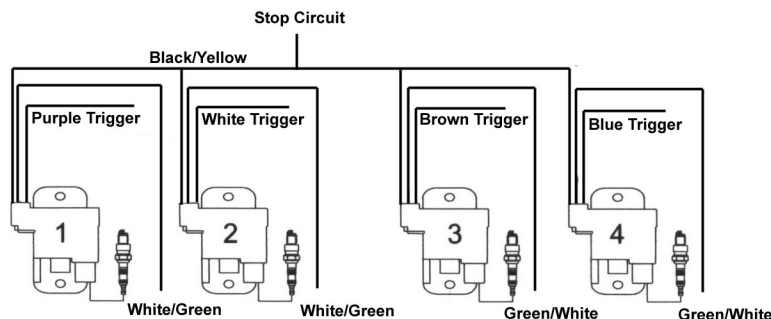 Stop Circuit
Black/Yellow
Purple Trigger
White Trigger
Brown Trigger
Blue Trigger
1
2
3
4
White/Green
White/Green
Green/White
Green/White